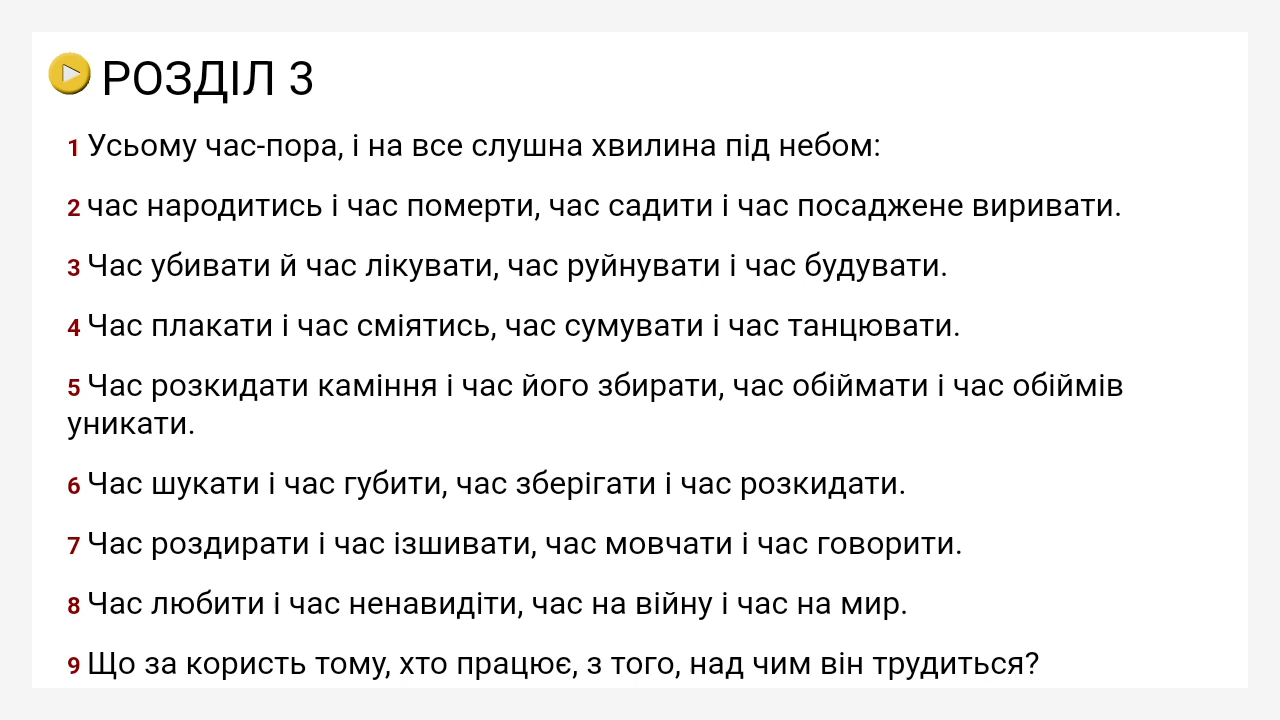 РОЗДІЛ 3
1 Усьому час-пора, і на все слушна хвилина під небом:
2 час народитись і час померти, час садити і час посаджене виривати.
3 Час убивати й час лікувати, час руйнувати і час будувати.
4 Час плакати і час сміятись, час сумувати і час танцювати.
5 Час розкидати каміння і час його збирати, час обіймати і час обіймів
уникати.
6 Час шукати і час губити, час зберігати і час розкидати.
7 Час роздирати і час ізшивати, час мовчати і час говорити.
8 Час любити і час ненавидіти, час на війну і час на мир.
9 Що за користь тому, хто працює, з того, над чим він трудиться?